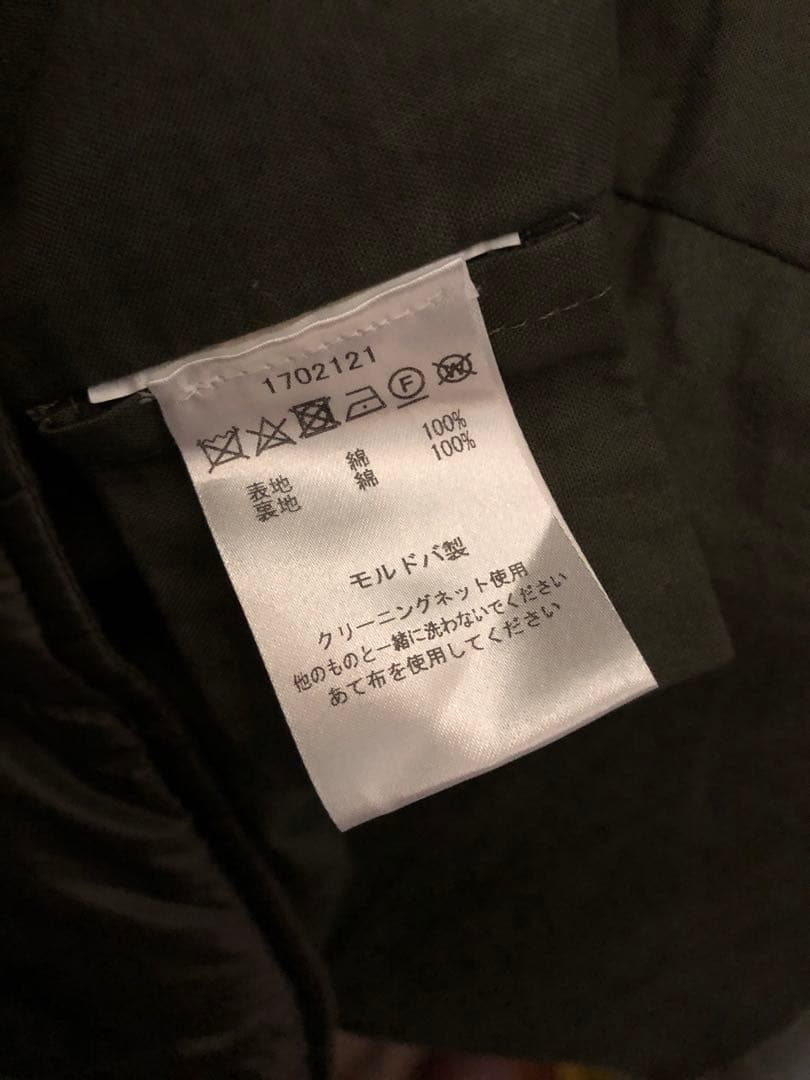 1702121
F W
表地 綿 100%
裏地 綿 100%
モルドバ製
クリーニングネット使用
他のものと一緒に洗わないでください
あて布を使用してください